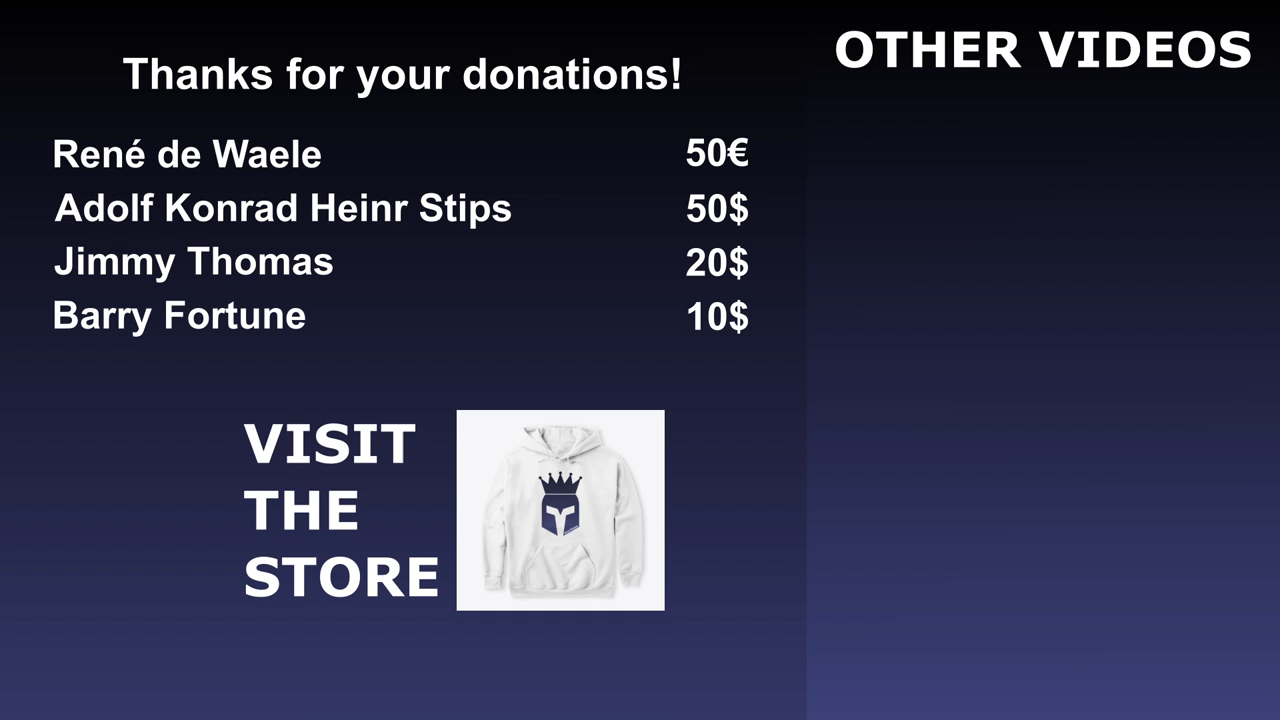 Thanks for your donations!
René de Waele 50€
Adolf Konrad Heinr Stips 50$
Jimmy Thomas 20$
Barry Fortune 10$
VISIT
THE
STORE
OTHER VIDEOS